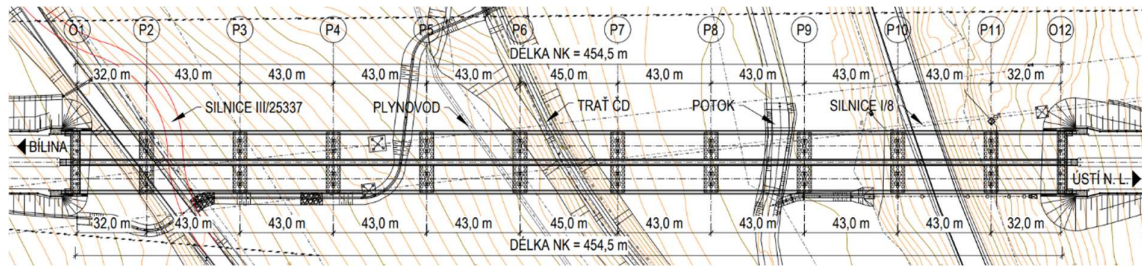 O1 P2 P3 P4 P5 P6 P7 P8 P9 P10 P11 O12
DÉLKA NK = 454,5 m
32,0 m 43,0 m 43,0 m 43,0 m 43,0 m 45,0 m 43,0 m 43,0 m 43,0 m 43,0 m 32,0 m
SILNICE III/25337 PLYNOVOD TRAŤ ČD POTOK SILNICE I/8
BÍLINA
ÚSTÍ N. L.
32,0 m 43,0 m 43,0 m 43,0 m 43,0 m 45,0 m 43,0 m 43,0 m 43,0 m 43,0 m 32,0 m
DÉLKA NK = 454,5 m